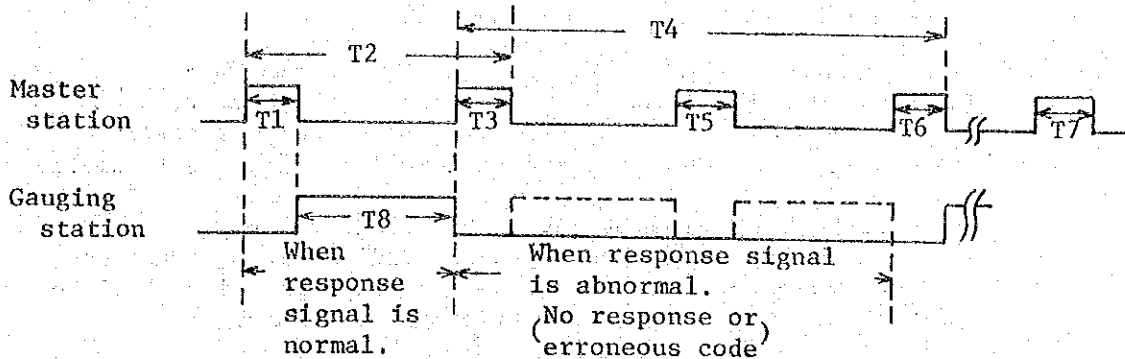 T4
T2
Master
station
T1
T3
T5
T6
T7
Gauging
station
T8
When
response
signal is
normal.
When response signal
is abnormal.
(No response or
erroneous code)